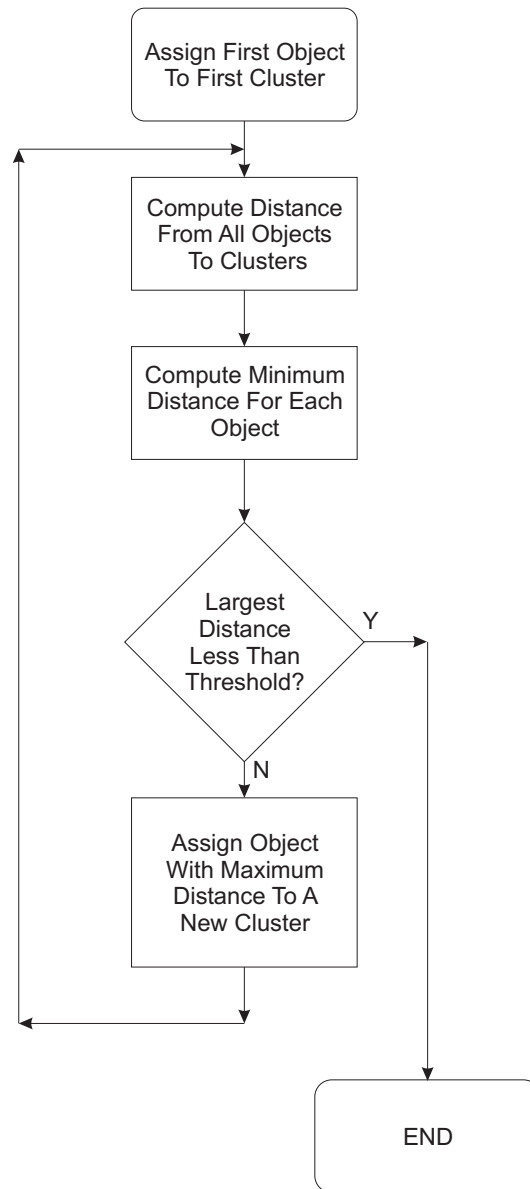 Assign First Object
To First Cluster
Compute Distance
From All Objects
To Clusters
Compute Minimum
Distance For Each
Object
Largest
Distance
Less Than
Threshold?
Y
N
Assign Object
With Maximum
Distance To A
New Cluster
END